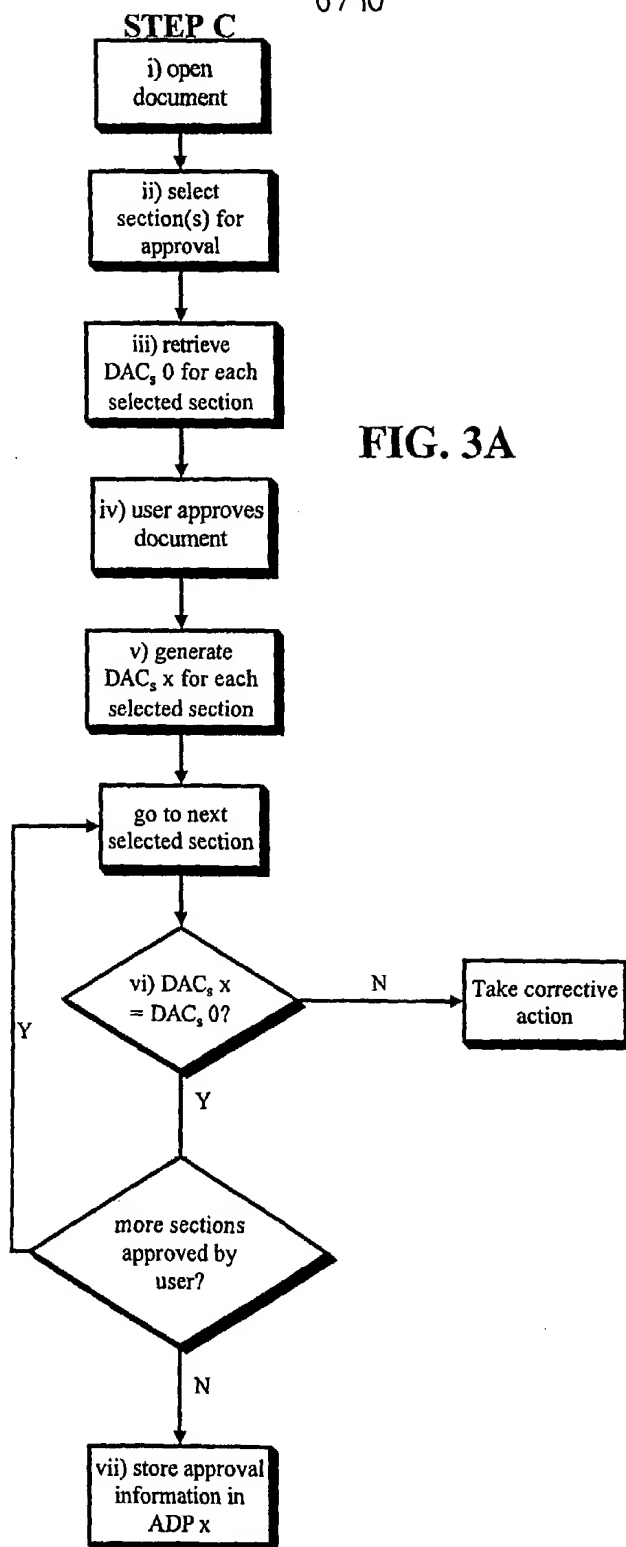 6/10
STEP C
i) open
document
ii) select
section(s) for
approval
iii) retrieve
DACs 0 for each
selected section
FIG. 3A
iv) user approves
document
v) generate
DACs x for each
selected section
go to next
selected section
vi) DACs x
= DACs 0?
N
Take corrective
action
Y
Y
more sections
approved by
user?
N
vii) store approval
information in
ADP x